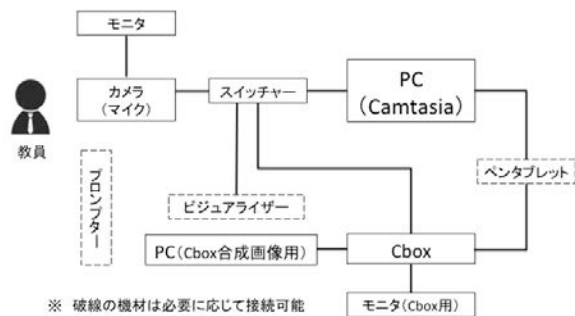 モニタ
カメラ
（マイク）
スイッチャー
PC
（Camtasia）
教員
プロンプター
ビジュアライザー
ペンタブレット
PC（Cbox合成画像用）
Cbox
※ 破線の機材は必要に応じて接続可能
モニタ（Cbox用）